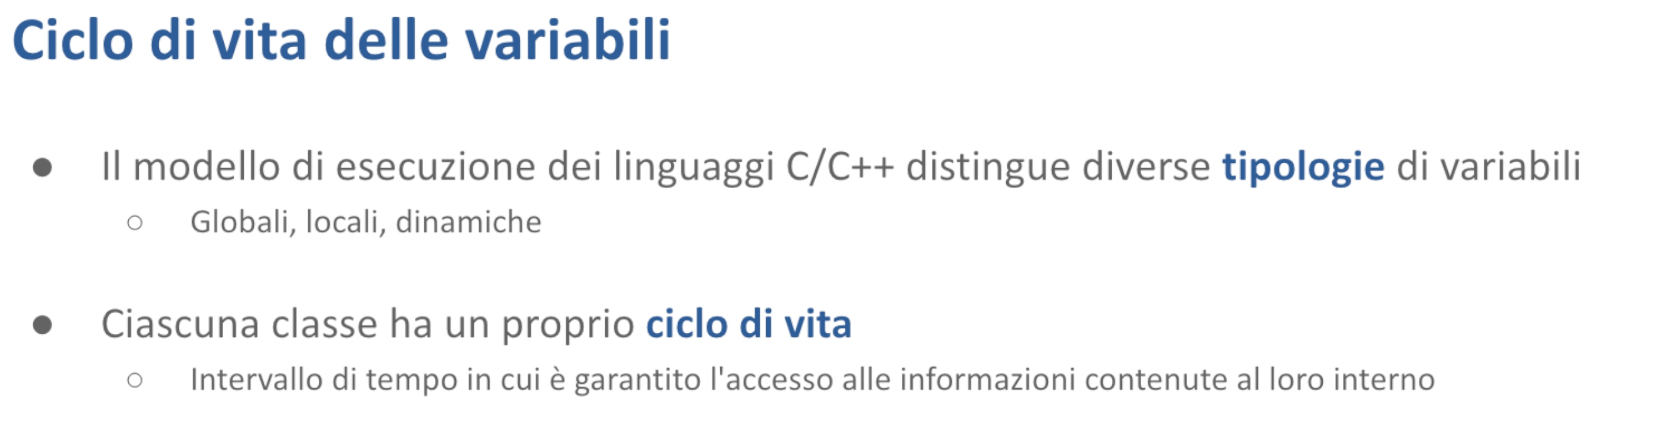 Ciclo di vita delle variabili
● Il modello di esecuzione dei linguaggi C/C++ distingue diverse tipologie di variabili
○ Globali, locali, dinamiche
● Ciascuna classe ha un proprio ciclo di vita
○ Intervallo di tempo in cui è garantito l'accesso alle informazioni contenute al loro interno